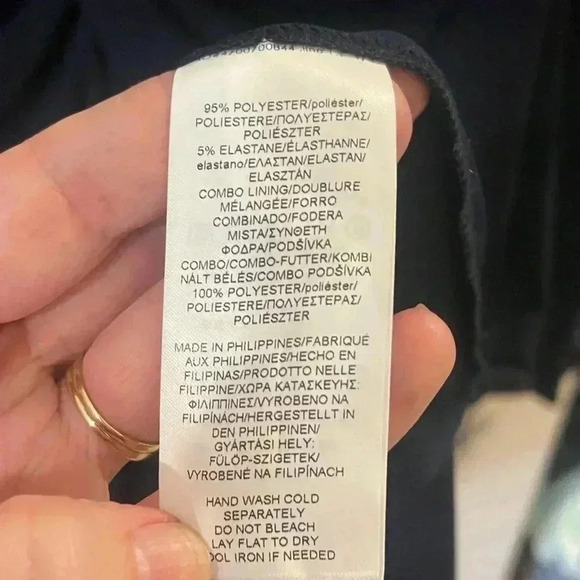 95% POLYESTER/poliéster/
POLIESTERE/ΠΟΛΥΕΣΤΕΡΑΣ/
POLIÉSZTER
5% ELASTANE/ÉLASTHANNE/
elastano/ΕΛΑΣΤΑΝ/ELASTAN/
ELASZTÁN
COMBO LINING/DOUBLURE
MÉLANGÉE/FORRO
COMBINADO/FODERA
MISTA/ΣΥΝΘΕΤΗ
ΦΟΔΡΑ/PODŠÍVKA
COMBO/COMBO-FUTTER/KOMBI
NÁLT BÉLÉS/COMBO PODŠÍVKA
100% POLYESTER/poliéster/
POLIESTERE/ΠΟΛΥΕΣΤΕΡΑΣ/
POLIÉSZTER
MADE IN PHILIPPINES/FABRIQUÉ
AUX PHILIPPINES/HECHO EN
FILIPINAS/PRODOTTO NELLE
FILIPPINE/ΧΩΡΑ ΚΑΤΑΣΚΕΥΗΣ:
ΦΙΛΙΠΠΙΝΕΣ/VYROBENO NA
FILIPÍNACH/HERGESTELLT IN
DEN PHILIPPINEN/
GYÁRTÁSI HELY:
FÜLÖP-SZIGETEK/
VYROBENÉ NA FILIPÍNACH
HAND WASH COLD
SEPARATELY
DO NOT BLEACH
LAY FLAT TO DRY
OOL IRON IF NEEDED